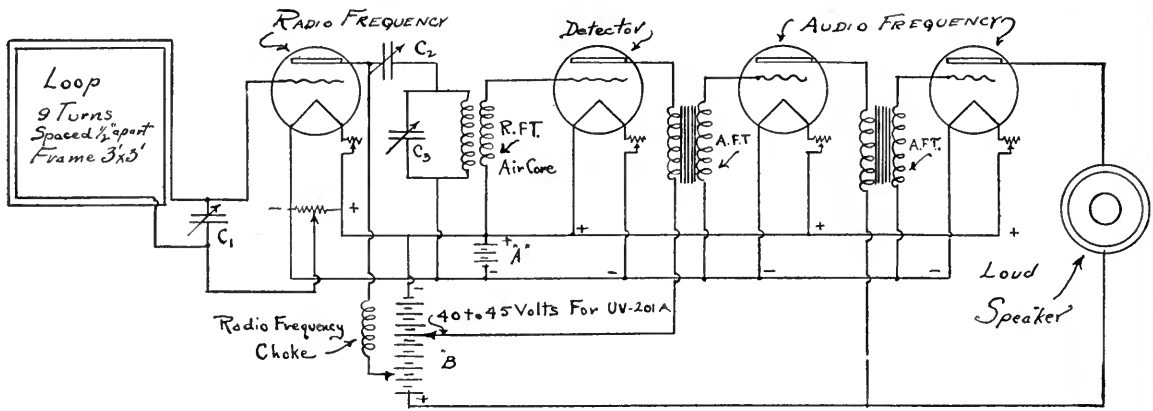 RADIO FREQUENCY
Detector
AUDIO FREQUENCY
Loop
9 Turns
Spaced ½" apart
Frame 3'x3'
C2
C3
R.F.T.
Air Core
A.F.T
A.F.T.
C1
-
+
+
"A"
-
+
-
+
-
+
-
Loud
Speaker
Radio Frequency
Choke
-
40 to 45 Volts For UV-201A
"B
+